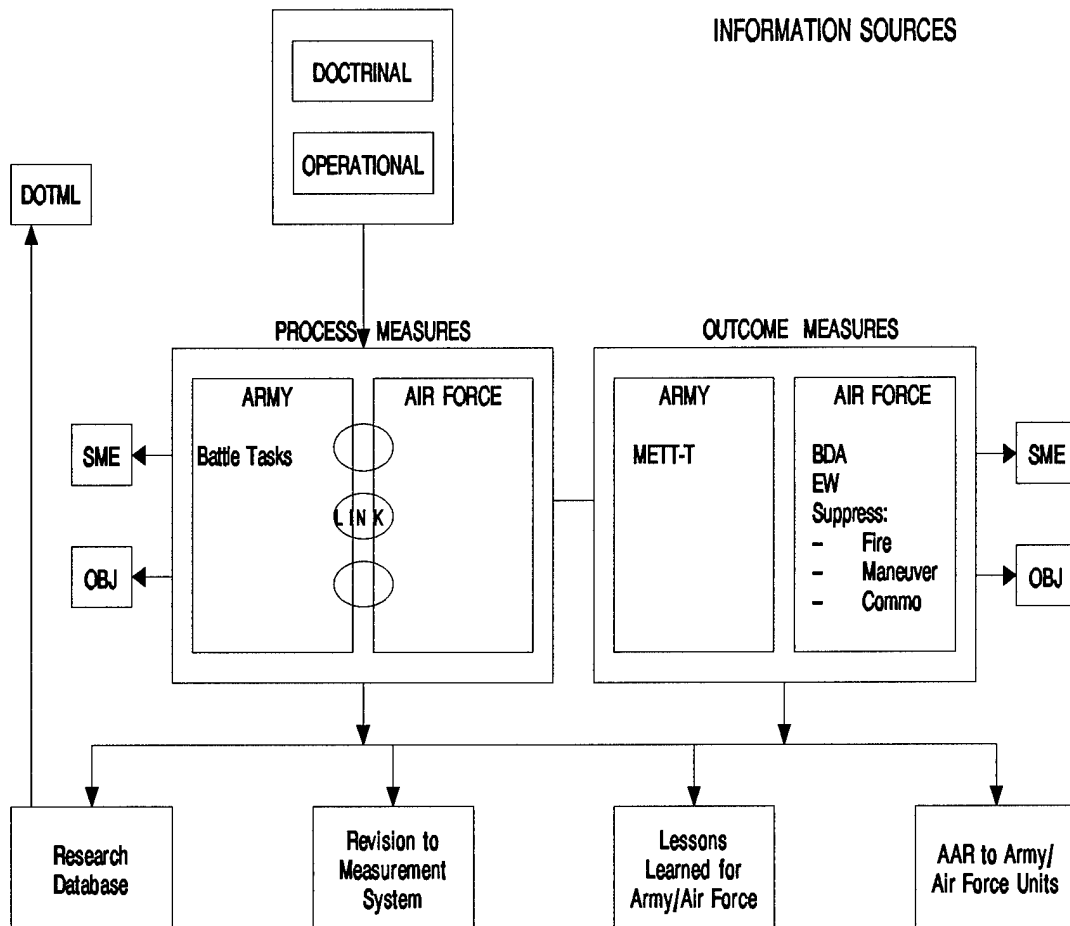 INFORMATION SOURCES
DOCTRINAL
OPERATIONAL
DOTML
PROCESS MEASURES
OUTCOME MEASURES
ARMY
AIR FORCE
ARMY
AIR FORCE
SME
Battle Tasks
METT-T
BDA
SME
EW
LINK
Suppress:
- Fire
OBJ
- Maneuver
OBJ
- Commo
Research
Database
Revision to
Measurement
System
Lessons
Learned for
Army/Air Force
AAR to Army/
Air Force Units